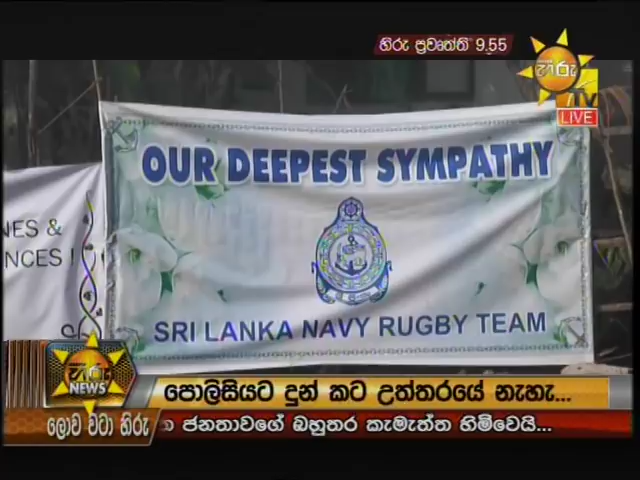 හිරු ප්‍රවෘත්ති 9.55
හිරු
TV
LIVE
OUR DEEPEST SYMPATHY
NES &
ENCES
SRI LANKA NAVY RUGBY TEAM
හිරු
NEWS
පොලිසියට දුන් කට උත්තරයේ නැහැ...
ලොව වටා හිරු
ජනතාවගේ බහුතර කැමැත්ත හිමිවෙයි...